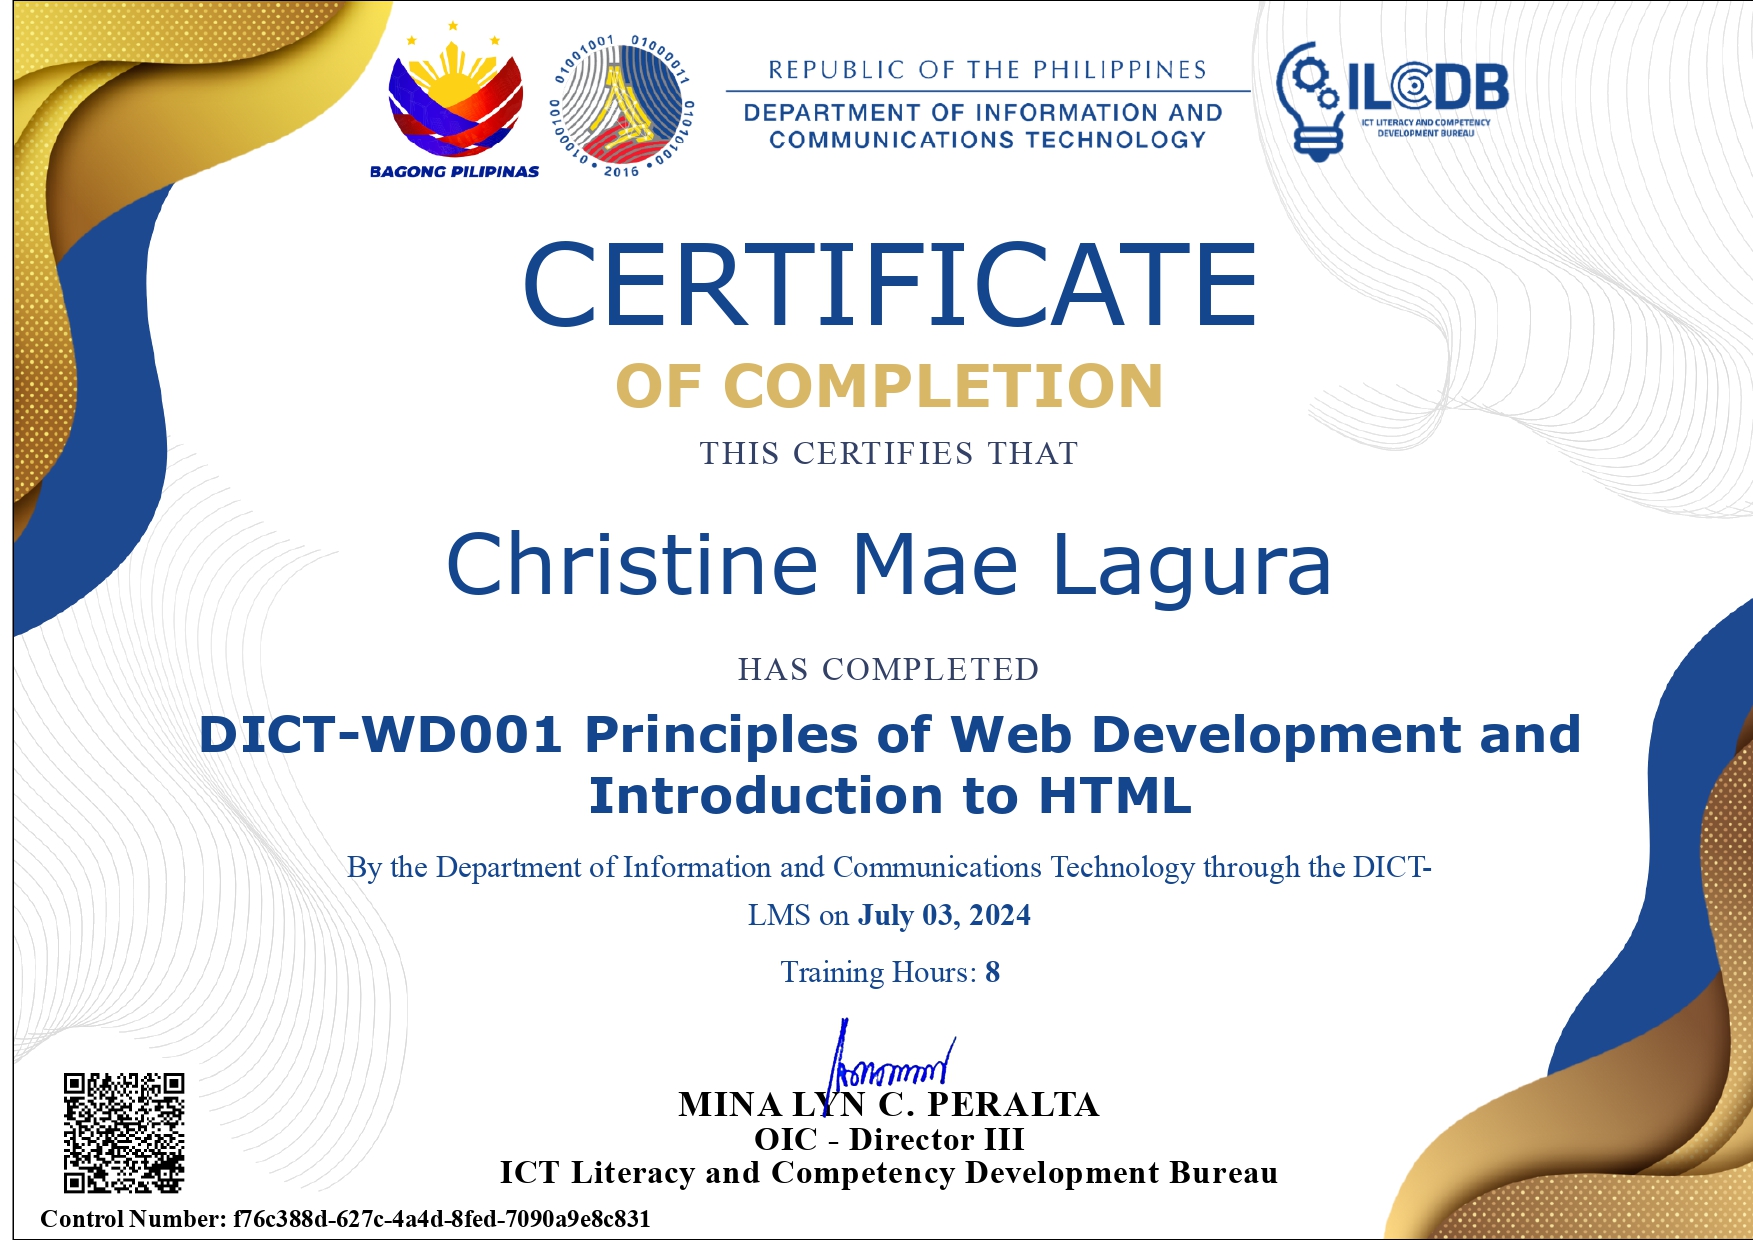 BAGONG PILIPINAS
01001001 01000011 01010100 01000100 • 2016 •
REPUBLIC OF THE PHILIPPINES
DEPARTMENT OF INFORMATION AND
COMMUNICATIONS TECHNOLOGY
ILCDB
ICT LITERACY AND COMPETENCY
DEVELOPMENT BUREAU
CERTIFICATE
OF COMPLETION
THIS CERTIFIES THAT
Christine Mae Lagura
HAS COMPLETED
DICT-WD001 Principles of Web Development and
Introduction to HTML
By the Department of Information and Communications Technology through the DICT-
LMS on July 03, 2024
Training Hours: 8
MINA LYN C. PERALTA
OIC - Director III
ICT Literacy and Competency Development Bureau
Control Number: f76c388d-627c-4a4d-8fed-7090a9e8c831